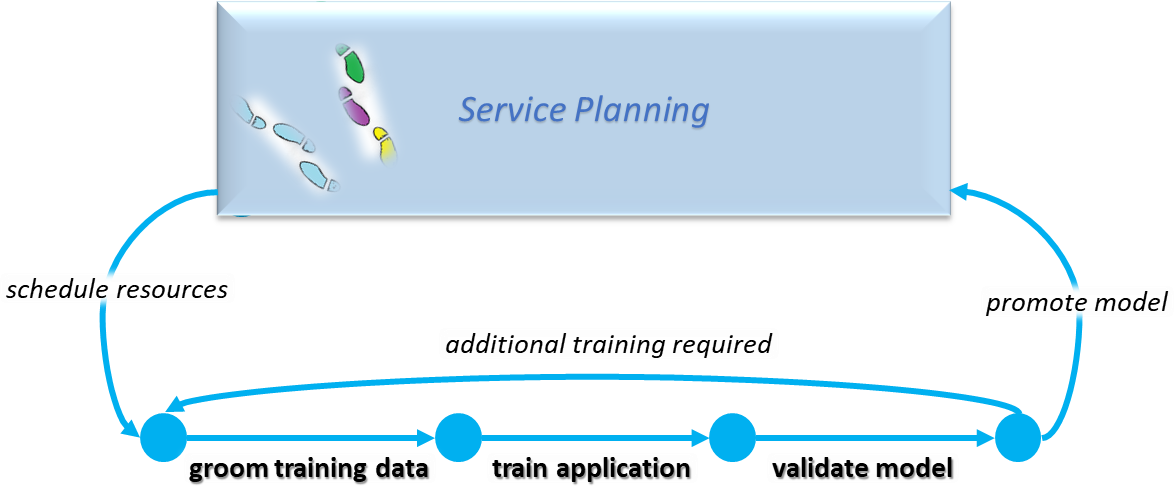 Service Planning
schedule resources
promote model
additional training required
groom training data
train application
validate model